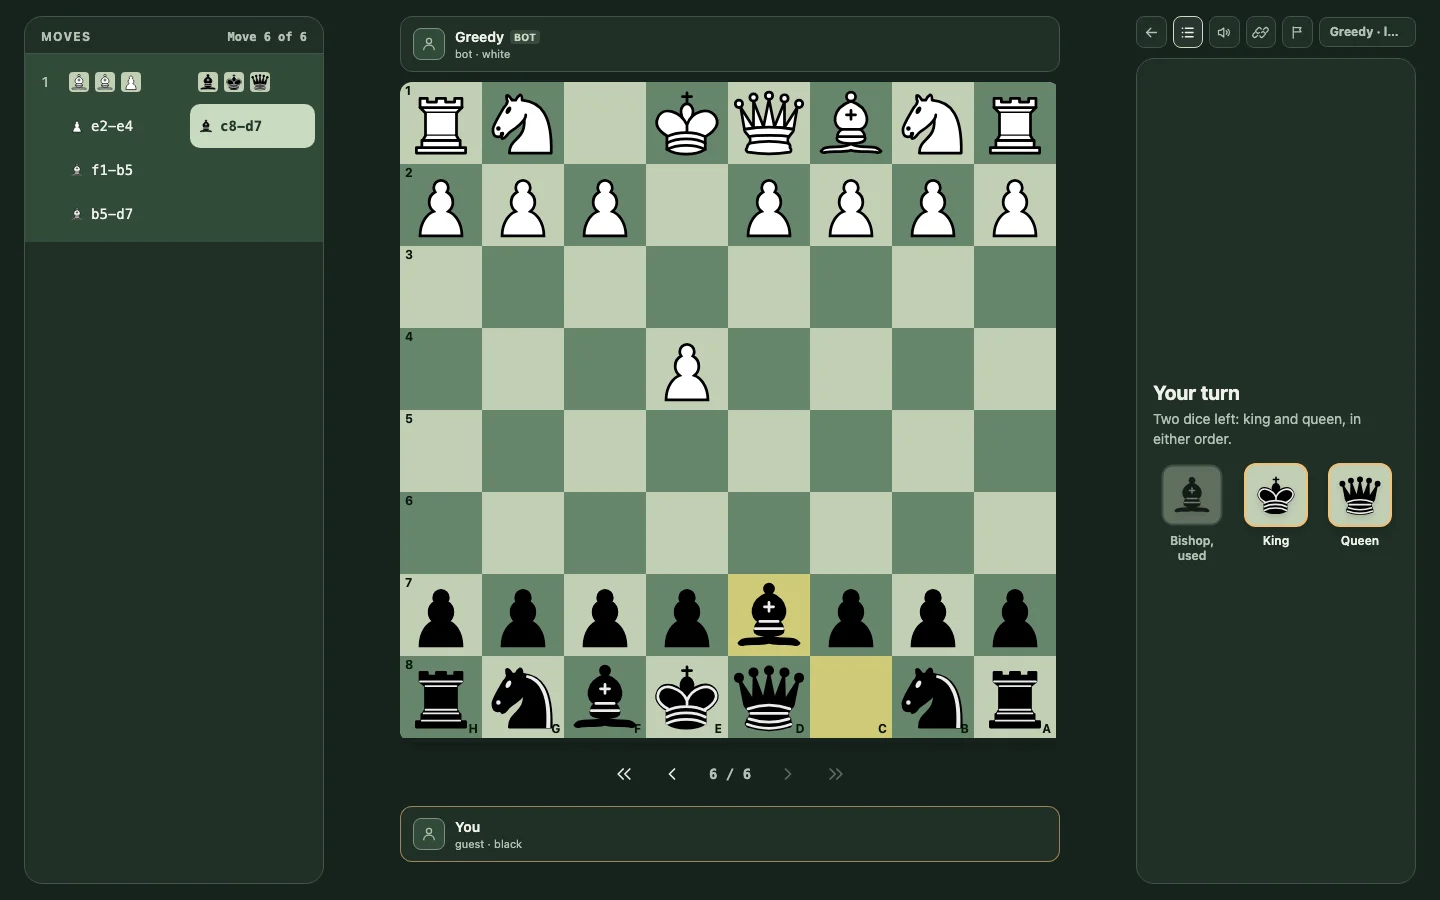 MOVES
Move 6 of 6
1
e2–e4
c8–d7
f1–b5
b5–d7
Greedy BOT
bot · white
1
2
3
4
5
6
7
8
H
G
F
E
D
C
B
A
6 / 6
You
guest · black
Greedy · l...
Your turn
Two dice left: king and queen, in
either order.
Bishop,
used
King
Queen